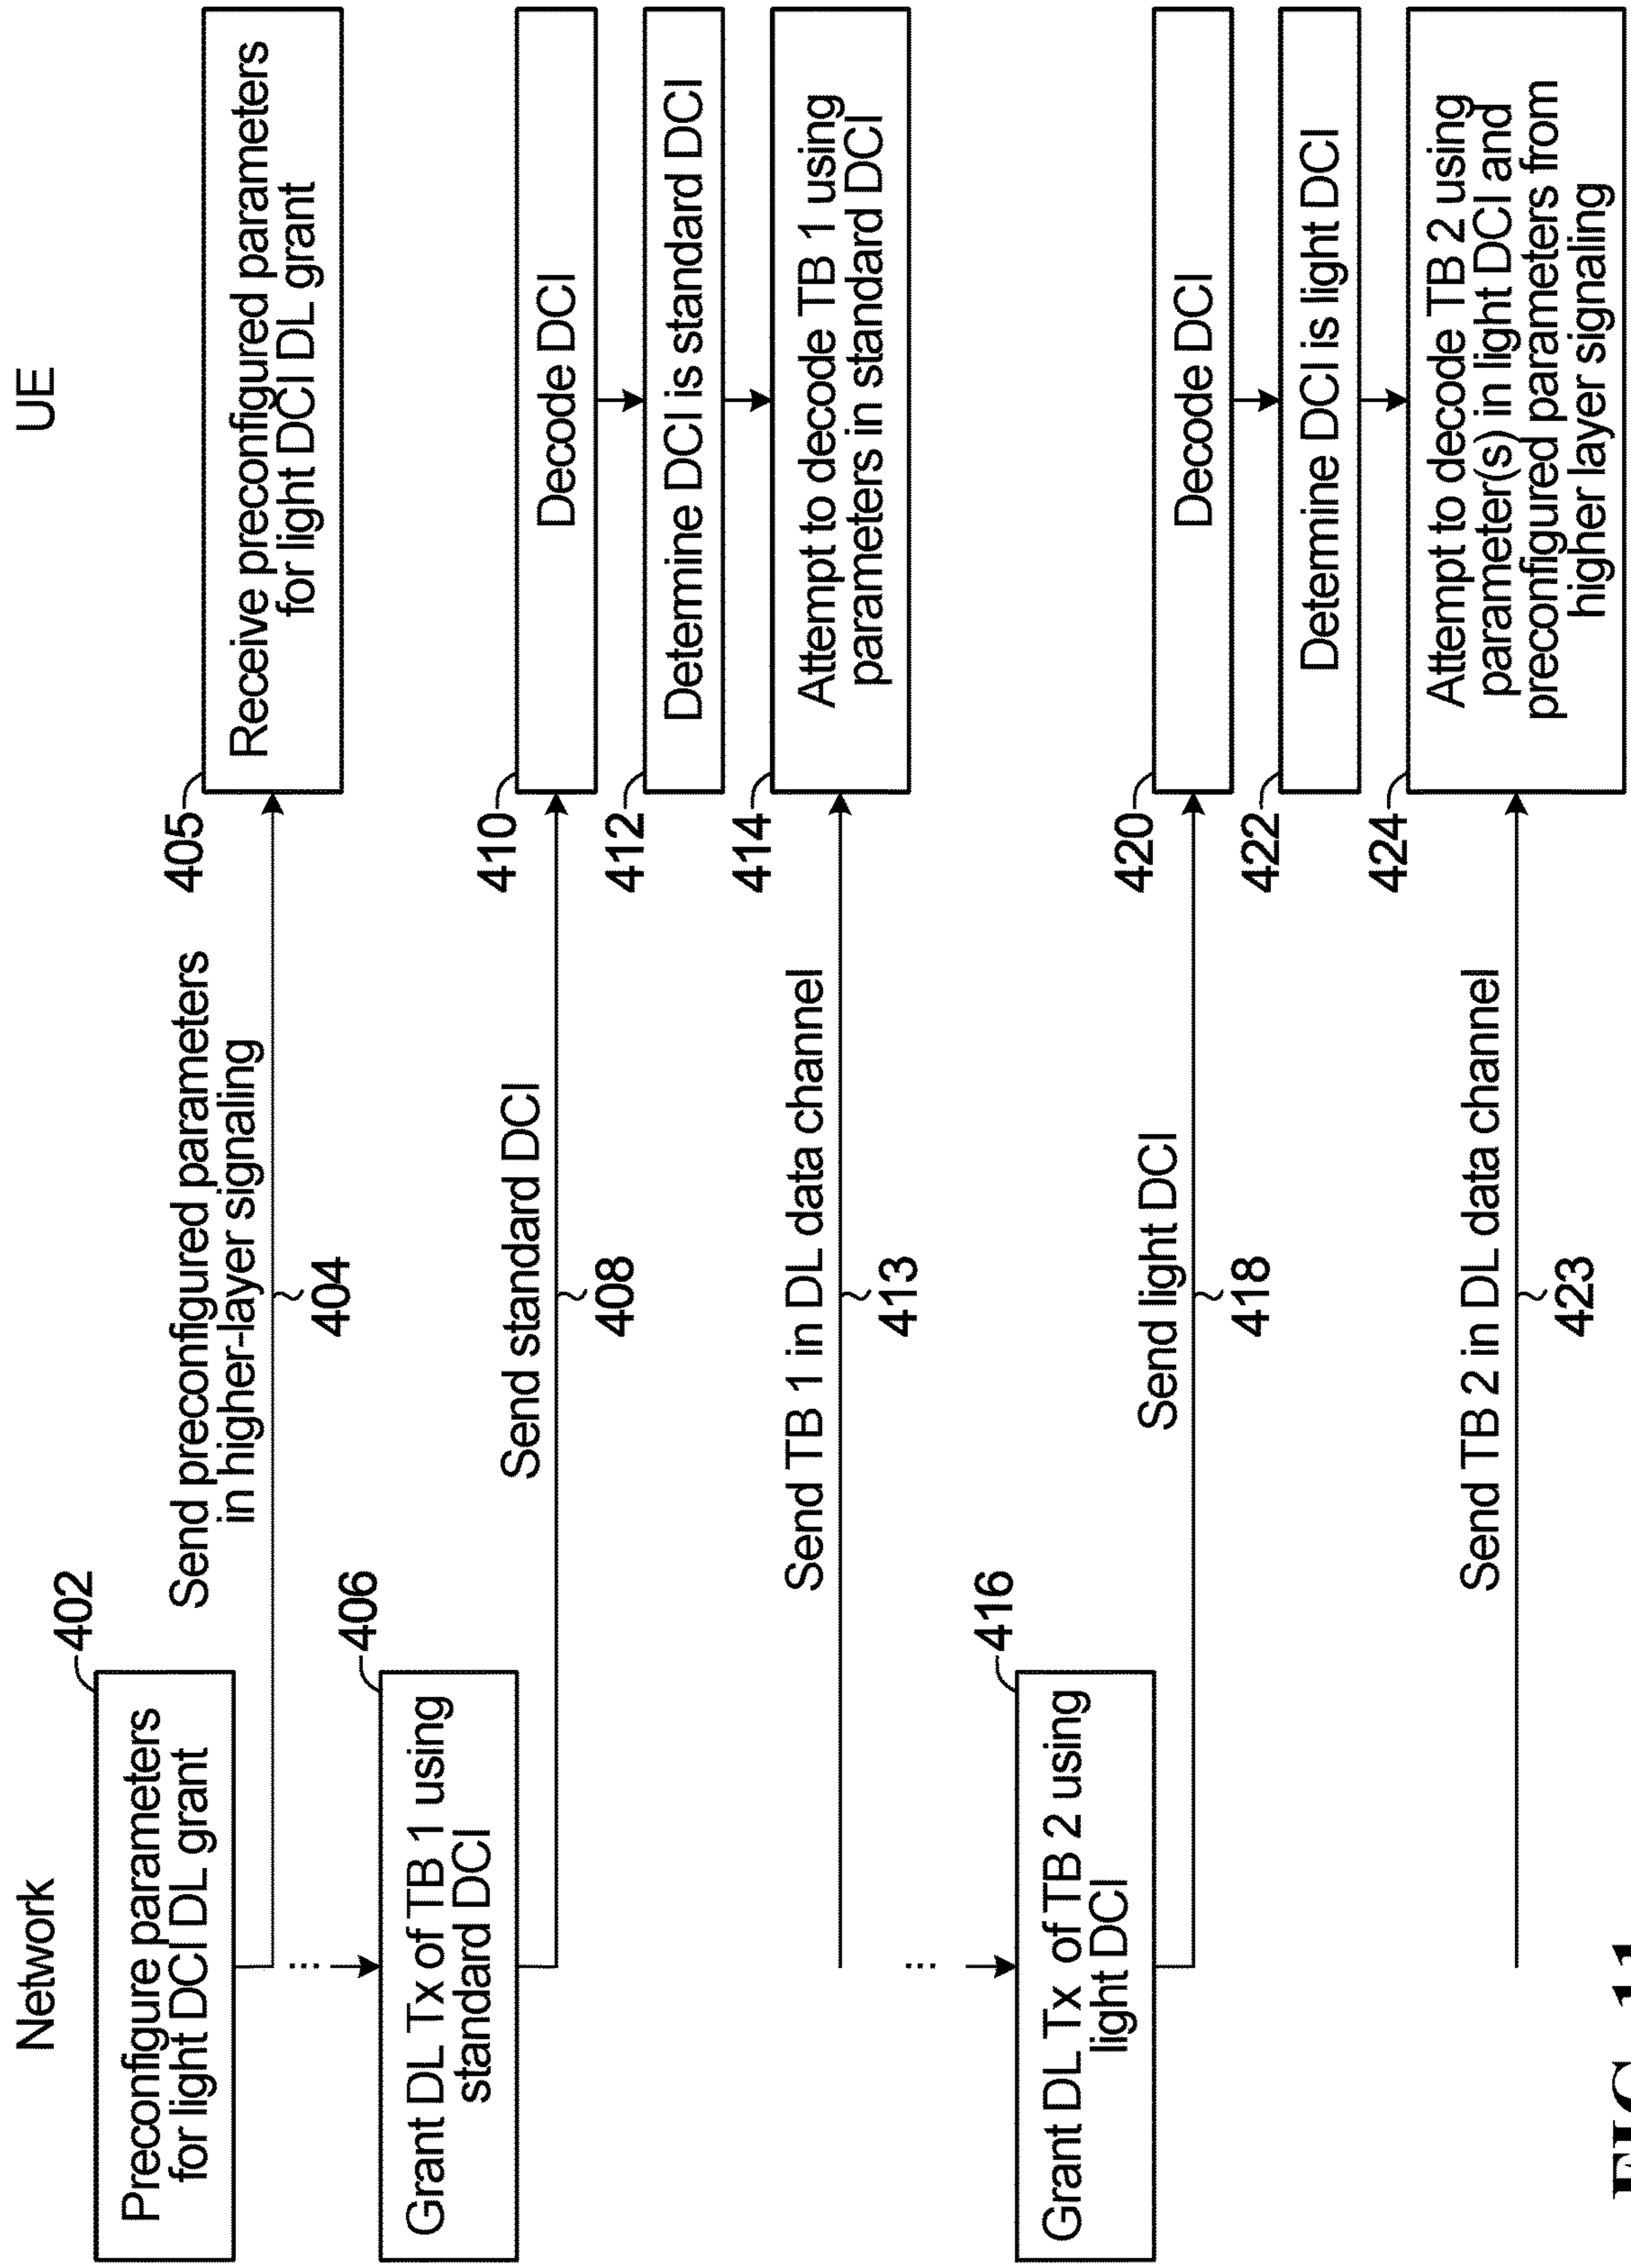 Network
UE
402
Preconfigure parameters
for light DCI DL grant
Send preconfigured parameters
in higher-layer signaling
404
405
Receive preconfigured parameters
for light DCI DL grant
...
406
Grant DL Tx of TB 1 using
standard DCI
Send standard DCI
408
410
Decode DCI
412
Determine DCI is standard DCI
Send TB 1 in DL data channel
413
414
Attempt to decode TB 1 using
parameters in standard DCI
...
416
Grant DL Tx of TB 2 using
light DCI
Send light DCI
418
420
Decode DCI
422
Determine DCI is light DCI
Send TB 2 in DL data channel
423
424
Attempt to decode TB 2 using
parameter(s) in light DCI and
preconfigured parameters from
higher layer signaling
FIG. 11